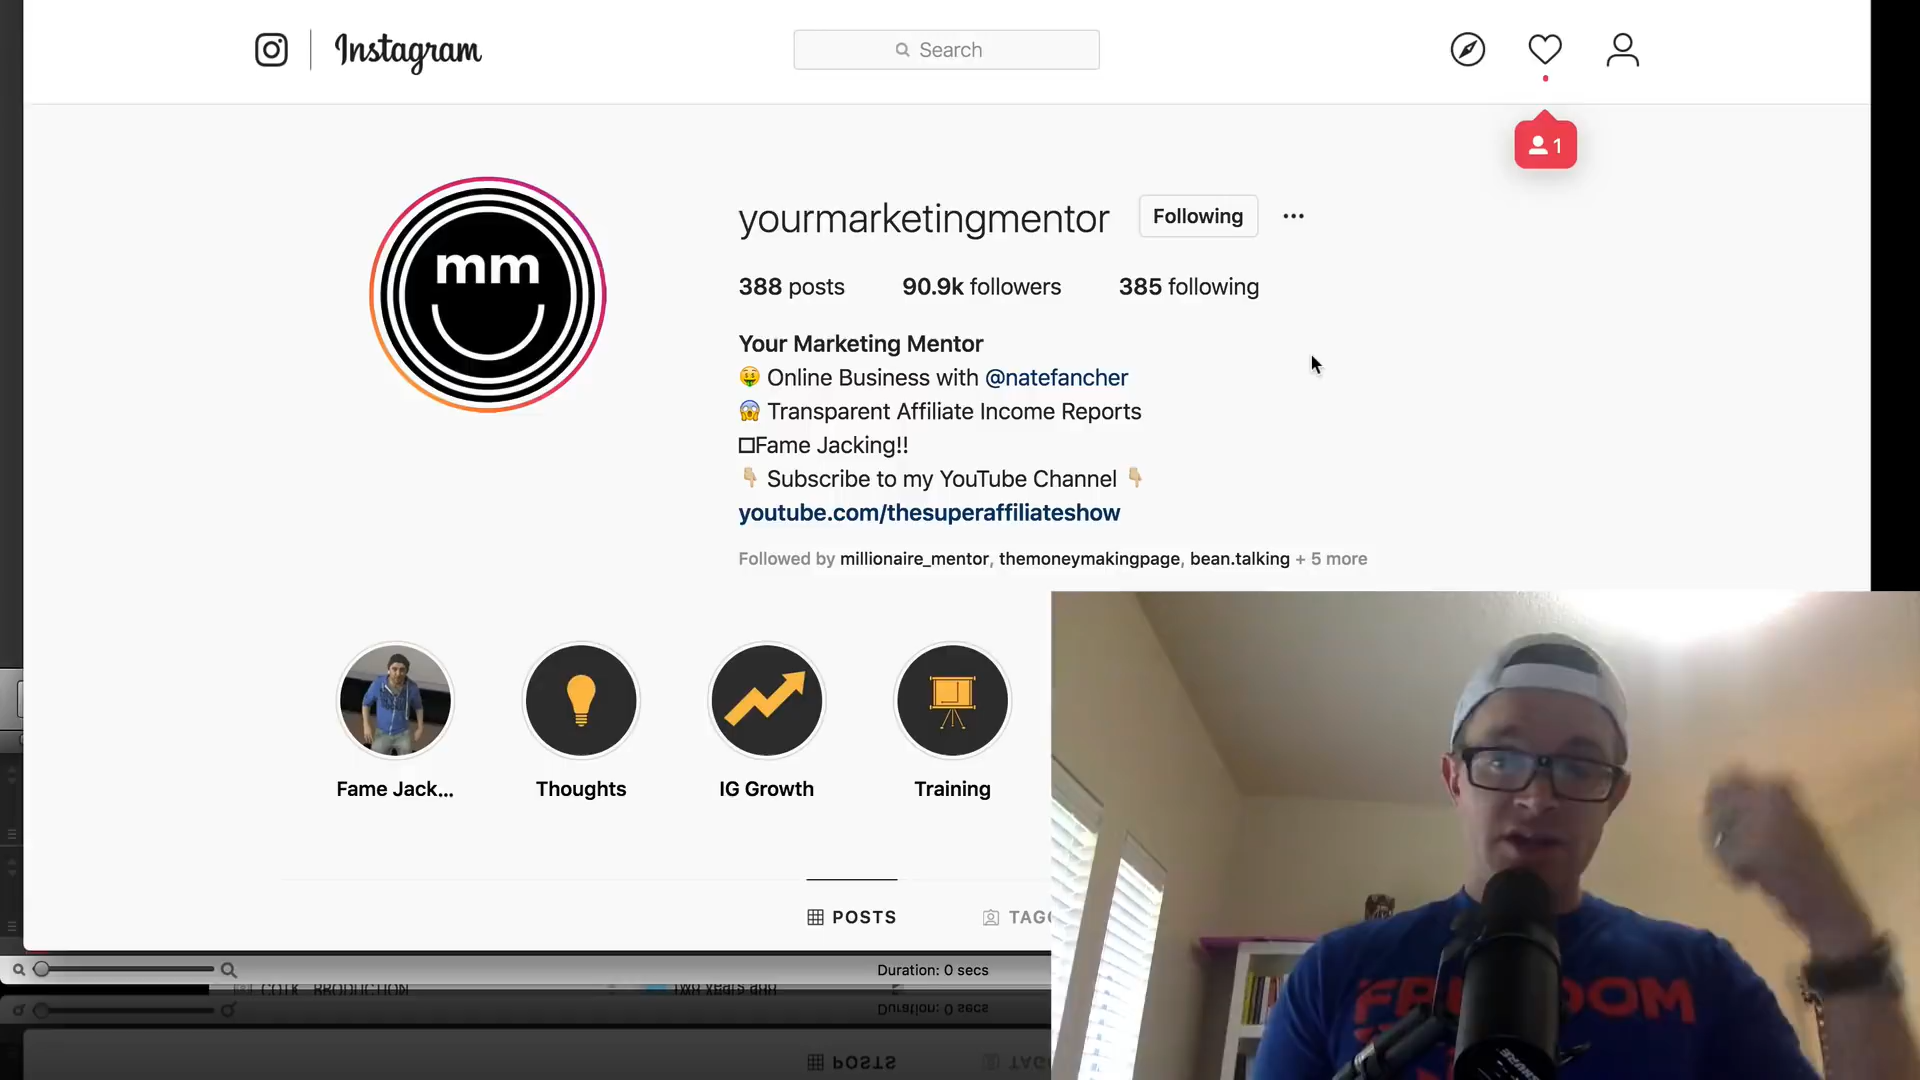 Instagram
Search
1
mm
yourmarketingmentor Following
388 posts 90.9k followers 385 following
Your Marketing Mentor
🤑 Online Business with @natefancher
😱 Transparent Affiliate Income Reports
☐Fame Jacking!!
👇🏼 Subscribe to my YouTube Channel 👇🏼
youtube.com/thesuperaffiliateshow
Followed by millionaire_mentor, themoneymakingpage, bean.talking + 5 more
Fame Jack... Thoughts IG Growth Training
POSTS TAGG
Duration: 0 secs
SHURE